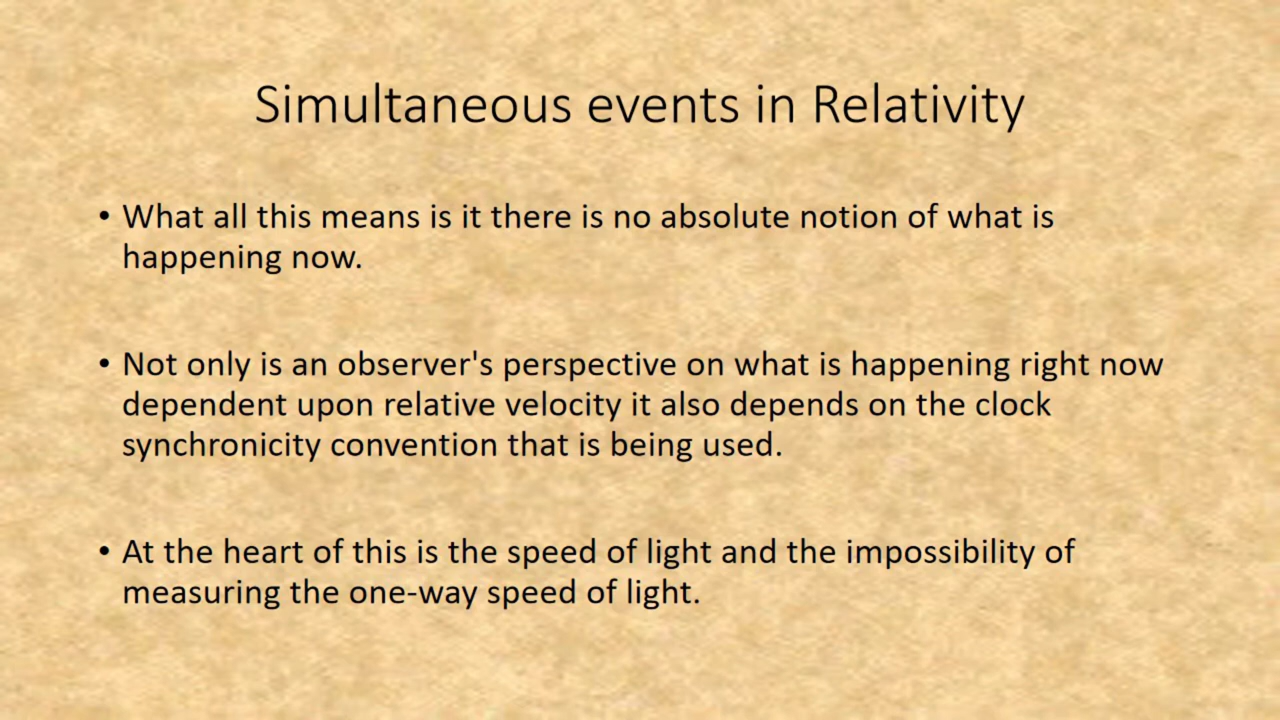 Simultaneous events in Relativity
• What all this means is it there is no absolute notion of what is
happening now.
• Not only is an observer's perspective on what is happening right now
dependent upon relative velocity it also depends on the clock
synchronicity convention that is being used.
• At the heart of this is the speed of light and the impossibility of
measuring the one-way speed of light.